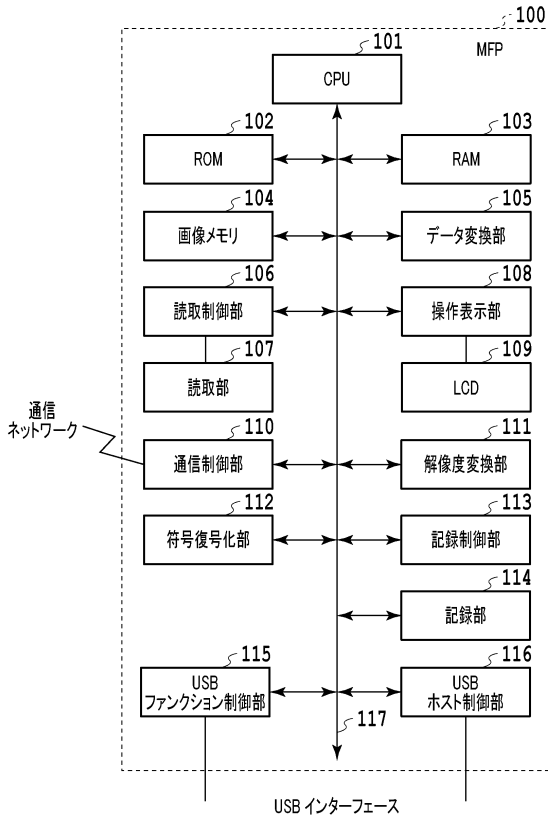 100
MFP
101
CPU
102
ROM
103
RAM
104
画像メモリ
105
データ変換部
106
読取制御部
108
操作表示部
107
読取部
109
LCD
通信
ネットワーク
110
通信制御部
111
解像度変換部
112
符号復号化部
113
記録制御部
114
記録部
115
USB
ファンクション制御部
116
USB
ホスト制御部
117
USB インターフェース